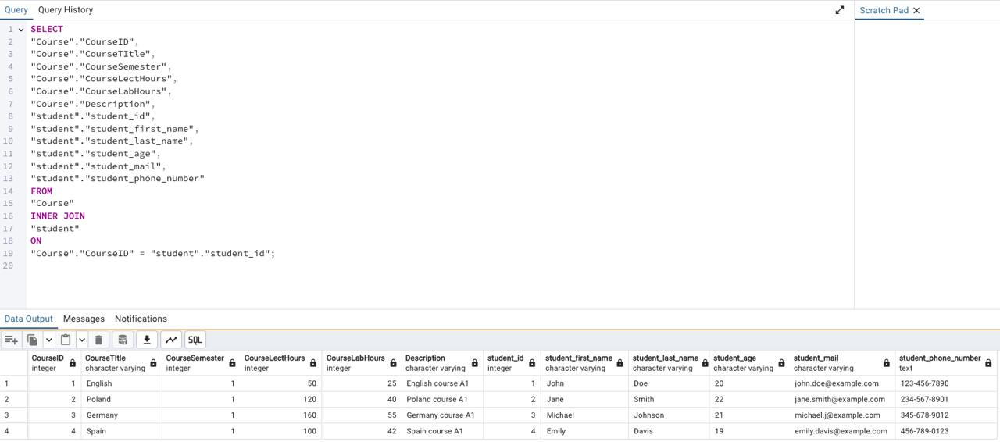 Query Query History Scratch Pad
1 SELECT
2 "Course"."CourseID",
3 "Course"."CourseTItle",
4 "Course"."CourseSemester",
5 "Course"."CourseLectHours",
6 "Course"."CourseLabHours",
7 "Course"."Description",
8 "student"."student_id",
9 "student"."student_first_name",
10 "student"."student_last_name",
11 "student"."student_age",
12 "student"."student_mail",
13 "student"."student_phone_number"
14 FROM
15 "Course"
16 INNER JOIN
17 "student"
18 ON
19 "Course"."CourseID" = "student"."student_id";
20
Data Output Messages Notifications
SQL
CourseID CourseTItle CourseSemester CourseLectHours CourseLabHours Description student_id student_first_name student_last_name student_age student_mail student_phone_number
integer character varying integer integer integer character varying integer character varying character varying character varying character varying text
1 1 English 1 50 25 English course A1 1 John Doe 20 john.doe@example.com 123-456-7890
2 2 Poland 1 120 40 Poland course A1 2 Jane Smith 22 jane.smith@example.com 234-567-8901
3 3 Germany 1 160 55 Germany course A1 3 Michael Johnson 21 michael.j@example.com 345-678-9012
4 4 Spain 1 100 42 Spain course A1 4 Emily Davis 19 emily.davis@example.com 456-789-0123